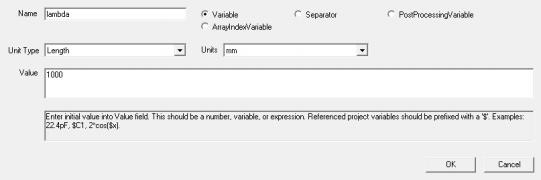 Name lambda Variable Separator PostProcessingVariable
ArrayIndexVariable
Unit Type Length Units mm
Value 1000
Enter initial value into Value field. This should be a number, variable, or expression. Referenced project variables should be prefixed with a '$'. Examples:
22.4pF, $C1, 2*cos($x).
OK Cancel